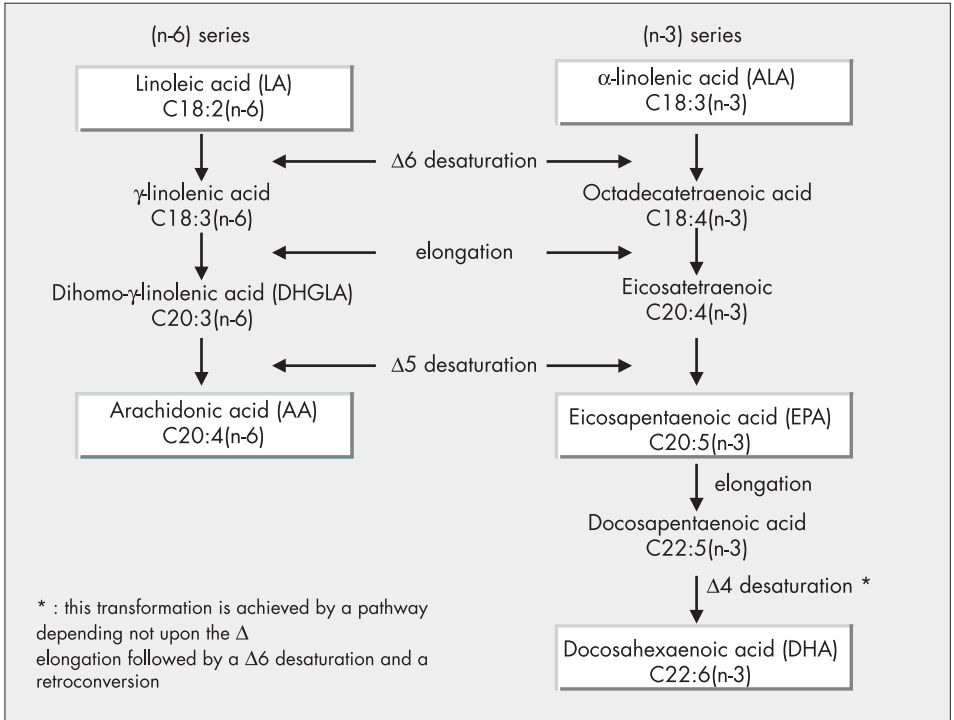 (n-6) series
(n-3) series
Linoleic acid (LA)
C18:2(n-6)
α-linolenic acid (ALA)
C18:3(n-3)
Δ6 desaturation
γ-linolenic acid
C18:3(n-6)
Octadecatetraenoic acid
C18:4(n-3)
elongation
Dihomo-γ-linolenic acid (DHGLA)
C20:3(n-6)
Eicosatetraenoic
C20:4(n-3)
Δ5 desaturation
Arachidonic acid (AA)
C20:4(n-6)
Eicosapentaenoic acid (EPA)
C20:5(n-3)
elongation
Docosapentaenoic acid
C22:5(n-3)
Δ4 desaturation *
Docosahexaenoic acid (DHA)
C22:6(n-3)
* : this transformation is achieved by a pathway
depending not upon the Δ
elongation followed by a Δ6 desaturation and a
retroconversion